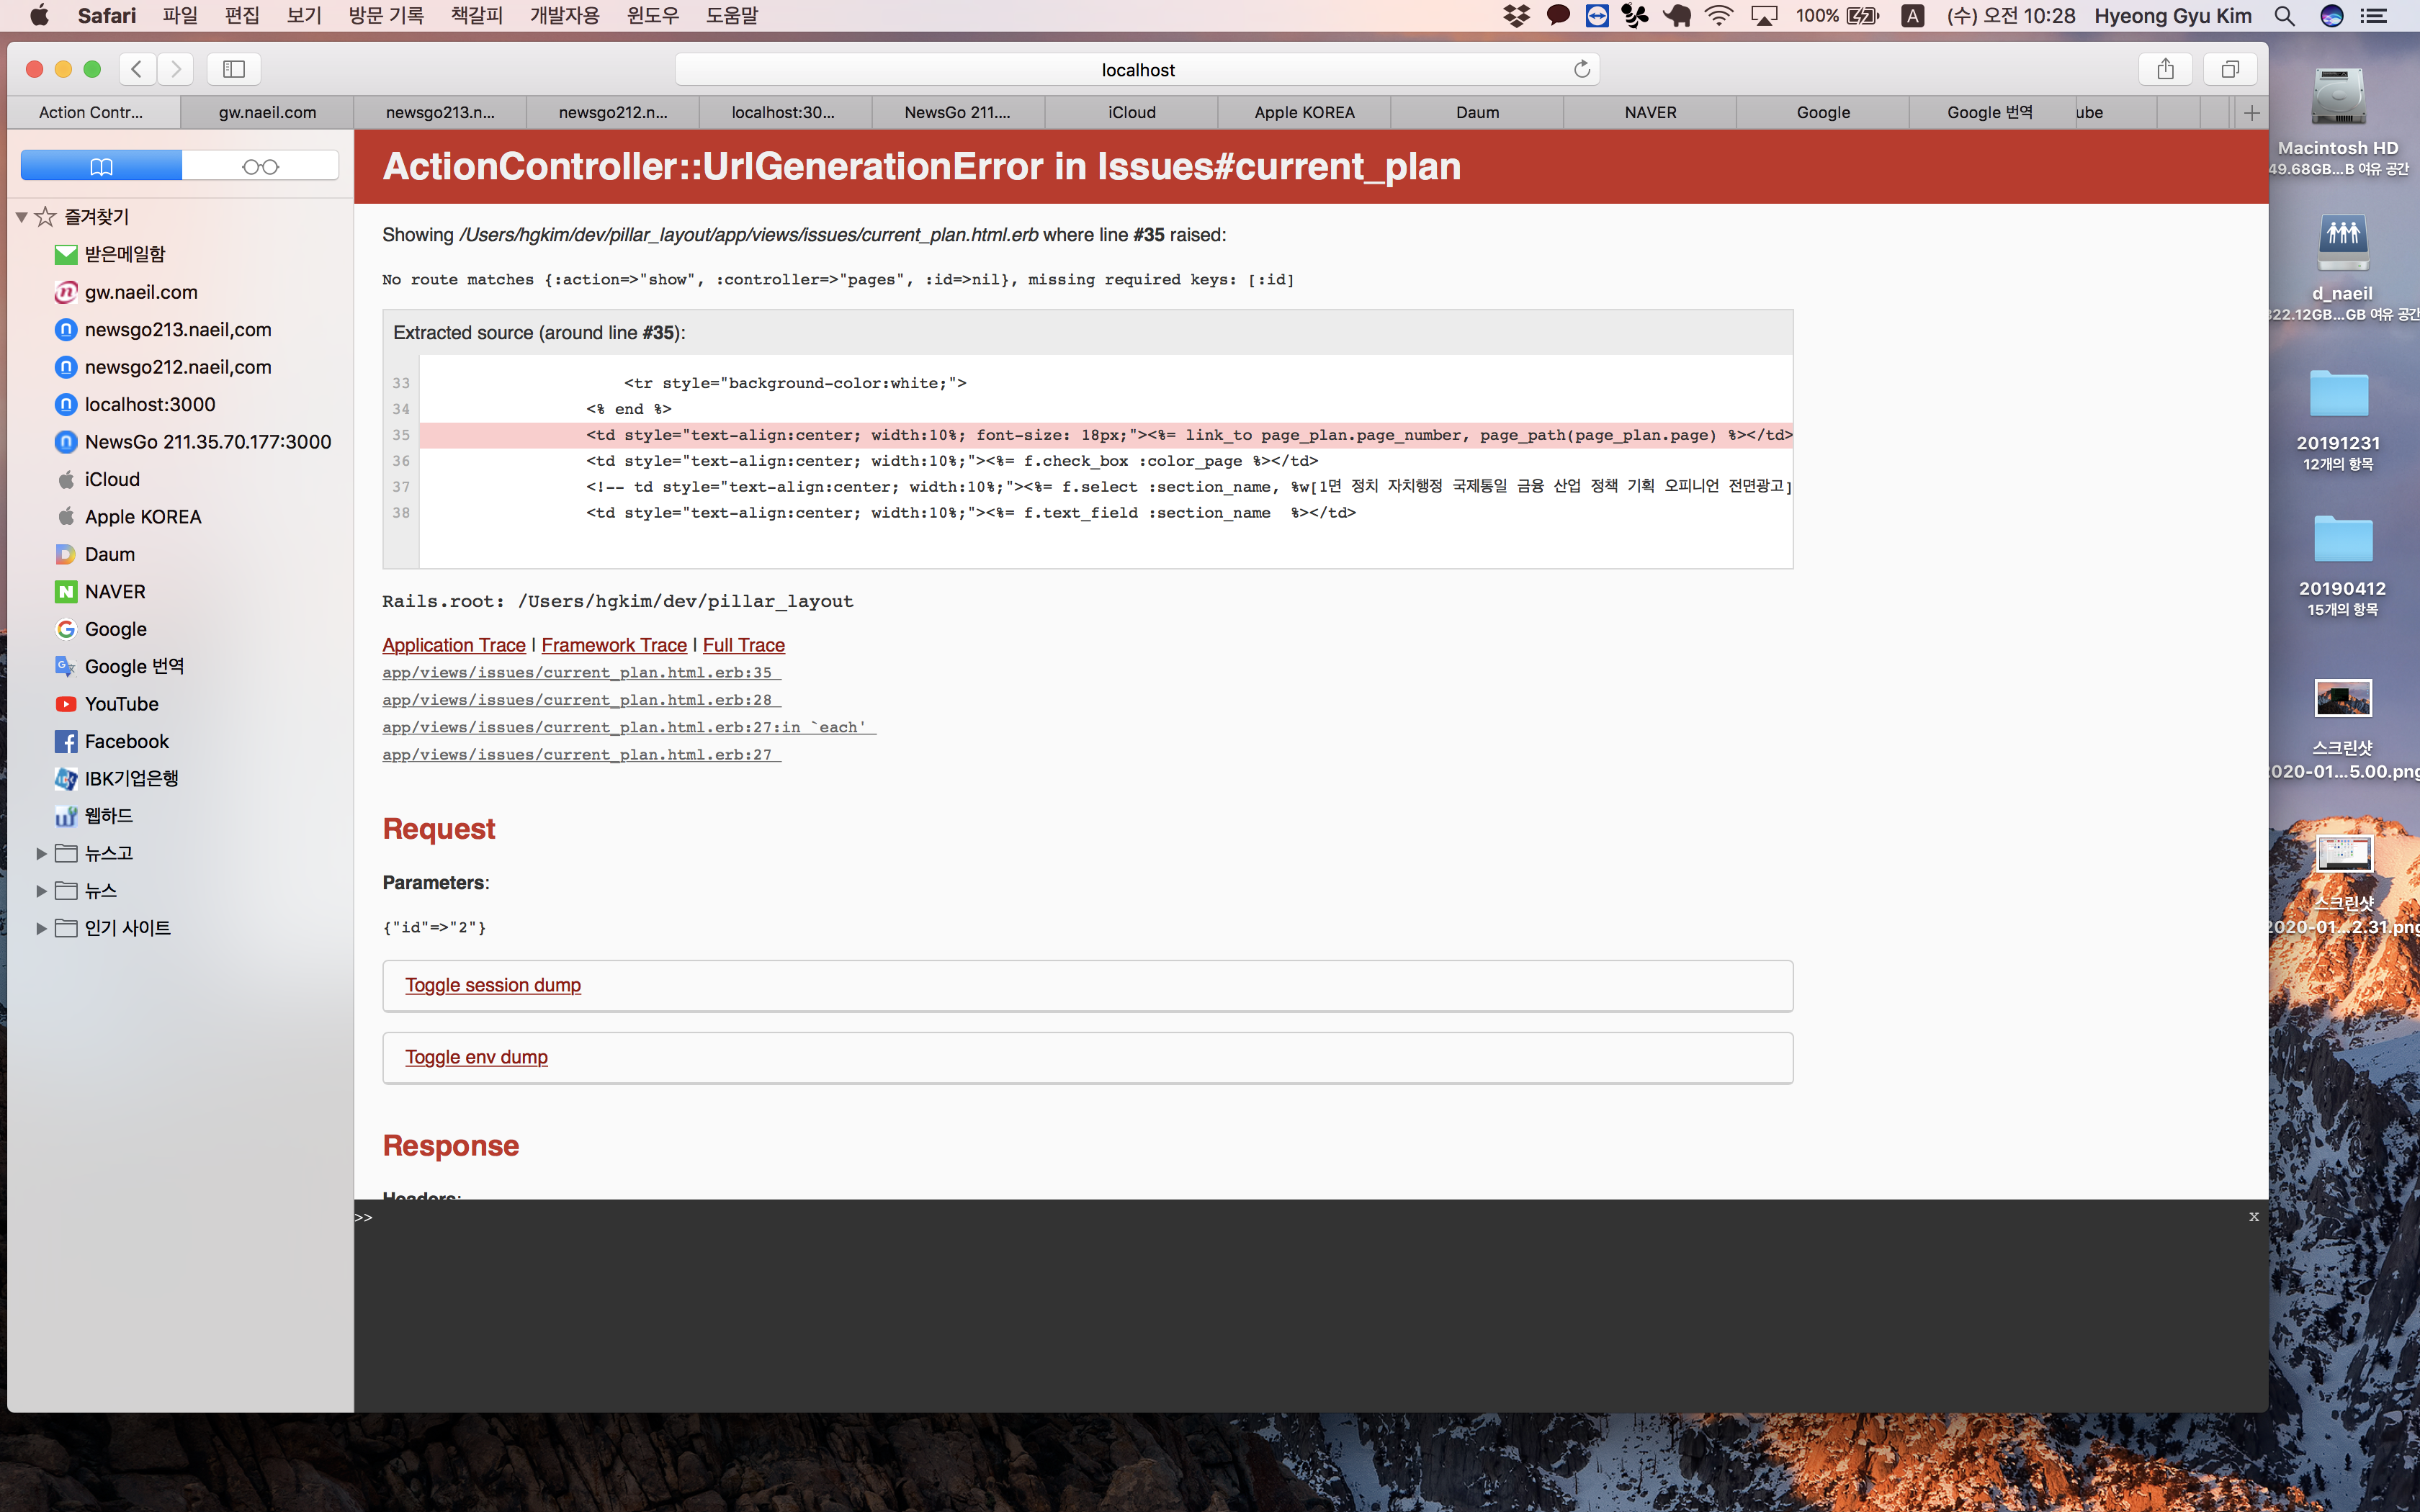 Safari 파일 편집 보기 방문 기록 책갈피 개발자용 윈도우 도움말 100% A (수) 오전 10:28 Hyeong Gyu Kim
localhost
Action Contr... gw.naeil.com newsgo213.n... newsgo212.n... localhost:30... NewsGo 211.... iCloud Apple KOREA Daum NAVER Google Google 번역 ube
즐겨찾기
받은메일함
gw.naeil.com
newsgo213.naeil,com
newsgo212.naeil,com
localhost:3000
NewsGo 211.35.70.177:3000
iCloud
Apple KOREA
Daum
NAVER
Google
Google 번역
YouTube
Facebook
IBK기업은행
웹하드
뉴스고
뉴스
인기 사이트
ActionController::UrlGenerationError in Issues#current_plan
Showing /Users/hgkim/dev/pillar_layout/app/views/issues/current_plan.html.erb where line #35 raised:
No route matches {:action=>"show", :controller=>"pages", :id=>nil}, missing required keys: [:id]
Extracted source (around line #35):
33 <tr style="background-color:white;">
34 <% end %>
35 <td style="text-align:center; width:10%; font-size: 18px;"><%= link_to page_plan.page_number, page_path(page_plan.page) %></td>
36 <td style="text-align:center; width:10%;"><%= f.check_box :color_page %></td>
37 <!-- td style="text-align:center; width:10%;"><%= f.select :section_name, %w[1면 정치 자치행정 국제통일 금융 산업 정책 기획 오피니언 전면광고]
38 <td style="text-align:center; width:10%;"><%= f.text_field :section_name  %></td>
Rails.root: /Users/hgkim/dev/pillar_layout
Application Trace | Framework Trace | Full Trace
app/views/issues/current_plan.html.erb:35
app/views/issues/current_plan.html.erb:28
app/views/issues/current_plan.html.erb:27:in `each'
app/views/issues/current_plan.html.erb:27
Request
Parameters:
{"id"=>"2"}
Toggle session dump
Toggle env dump
Response
Headers:
>> x
Macintosh HD
49.68GB...B 여유 공간
d_naeil
322.12GB...GB 여유 공간
20191231
12개의 항목
20190412
15개의 항목
스크린샷
2020-01...5.00.png
스크린샷
2020-01...2.31.png